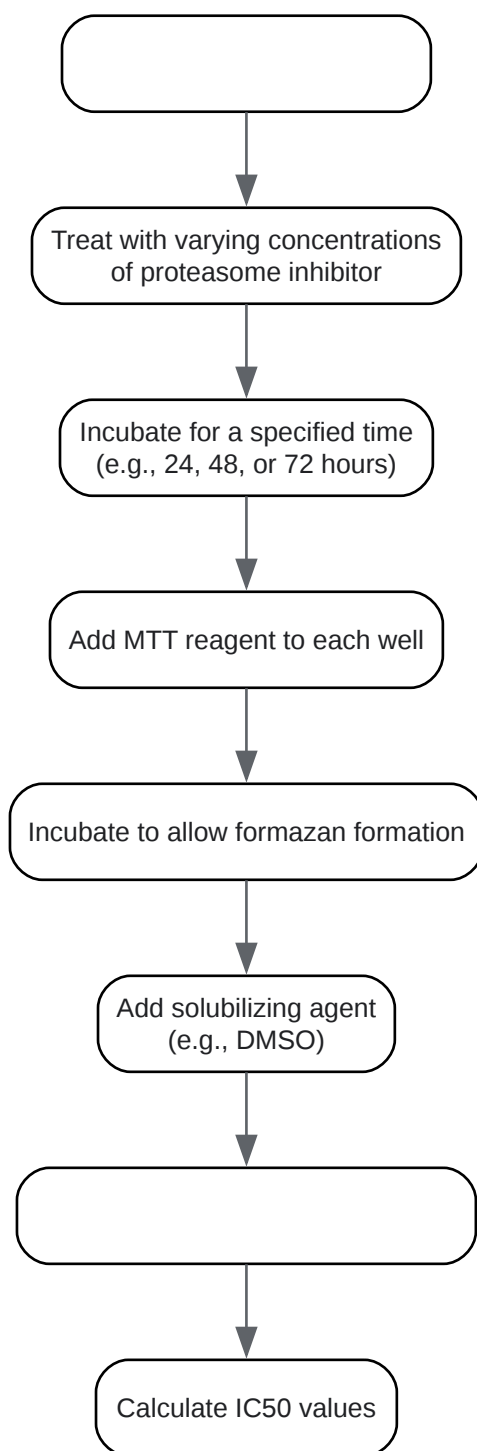 Treat with varying concentrations
of proteasome inhibitor
Incubate for a specified time
(e.g., 24, 48, or 72 hours)
Add MTT reagent to each well
Incubate to allow formazan formation
Add solubilizing agent
(e.g., DMSO)
Calculate IC50 values